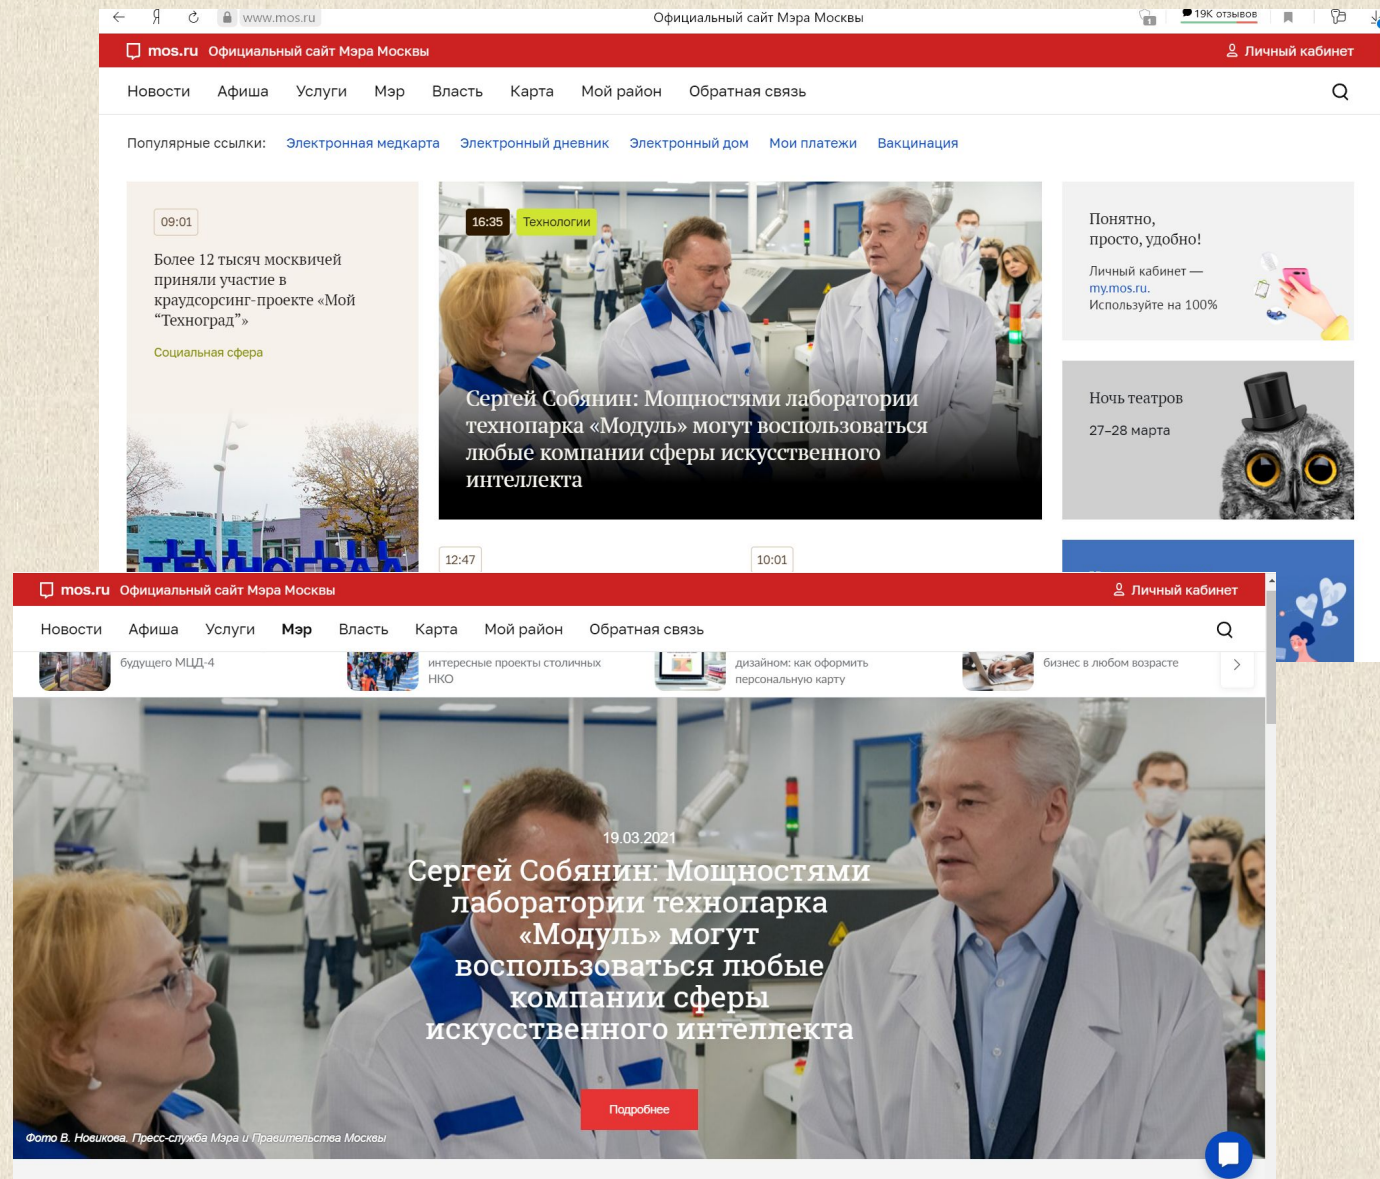 www.mos.ru
Официальный сайт Мэра Москвы
1
19K отзывов
mos.ru Официальный сайт Мэра Москвы
Личный кабинет
Новости Афиша Услуги Мэр Власть Карта Мой район Обратная связь
Популярные ссылки: Электронная медкарта Электронный дневник Электронный дом Мои платежи Вакцинация
09:01
Более 12 тысяч москвичей
приняли участие в
краудсорсинг-проекте «Мой
“Техноград”»
Социальная сфера
ТЕХНОГРАД
16:35 Технологии
Сергей Собянин: Мощностями лаборатории
технопарка «Модуль» могут воспользоваться
любые компании сферы искусственного
интеллекта
12:47
10:01
Понятно,
просто, удобно!
Личный кабинет —
my.mos.ru.
Используйте на 100%
Ночь театров
27–28 марта
mos.ru Официальный сайт Мэра Москвы
Личный кабинет
Новости Афиша Услуги Мэр Власть Карта Мой район Обратная связь
будущего МЦД-4
интересные проекты столичных
НКО
дизайном: как оформить
персональную карту
бизнес в любом возрасте
19.03.2021
Сергей Собянин: Мощностями
лаборатории технопарка
«Модуль» могут
воспользоваться любые
компании сферы
искусственного интеллекта
Подробнее
Фото В. Новикова. Пресс-служба Мэра и Правительства Москвы